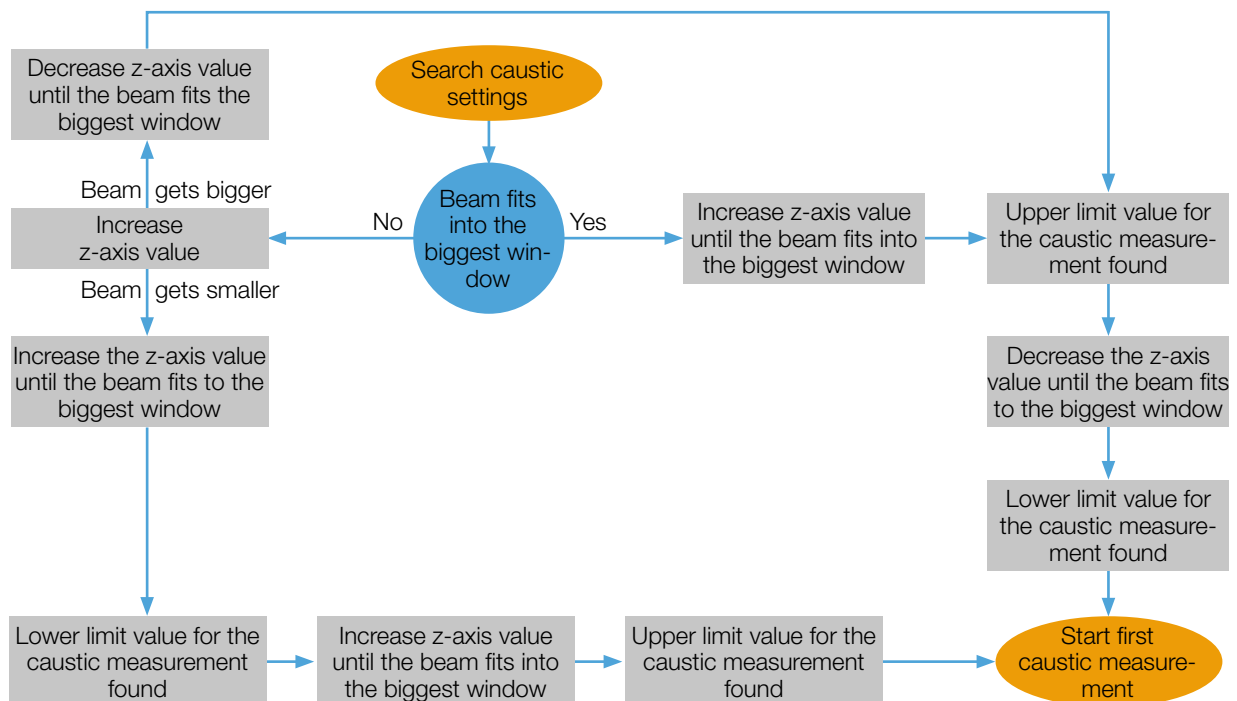 Decrease z-axis value
until the beam fits the
biggest window
Search caustic
settings
Beam gets bigger
Increase
z-axis value
Beam gets smaller
No
Beam fits
into the
biggest win-
dow
Yes
Increase z-axis value
until the beam fits into
the biggest window
Upper limit value for
the caustic measure-
ment found
Increase the z-axis value
until the beam fits to the
biggest window
Decrease the z-axis
value until the beam fits
to the biggest window
Lower limit value for
the caustic measure-
ment found
Lower limit value for the
caustic measurement
found
Increase z-axis value
until the beam fits into
the biggest window
Upper limit value for the
caustic measurement
found
Start first
caustic measure-
ment